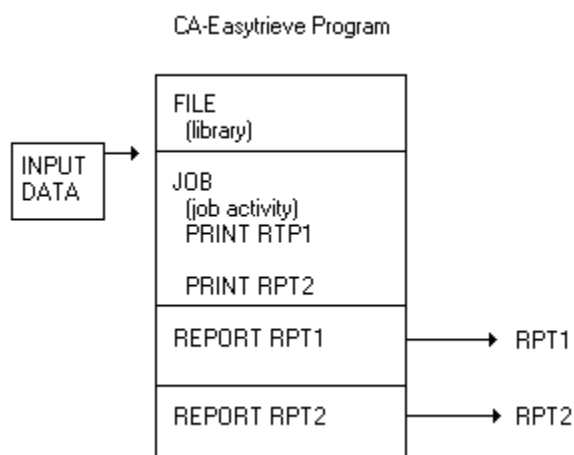 CA-Easytrieve Program
FILE
(library)
INPUT
DATA
JOB
(job activity)
PRINT RTP1
PRINT RPT2
REPORT RPT1
RPT1
REPORT RPT2
RPT2